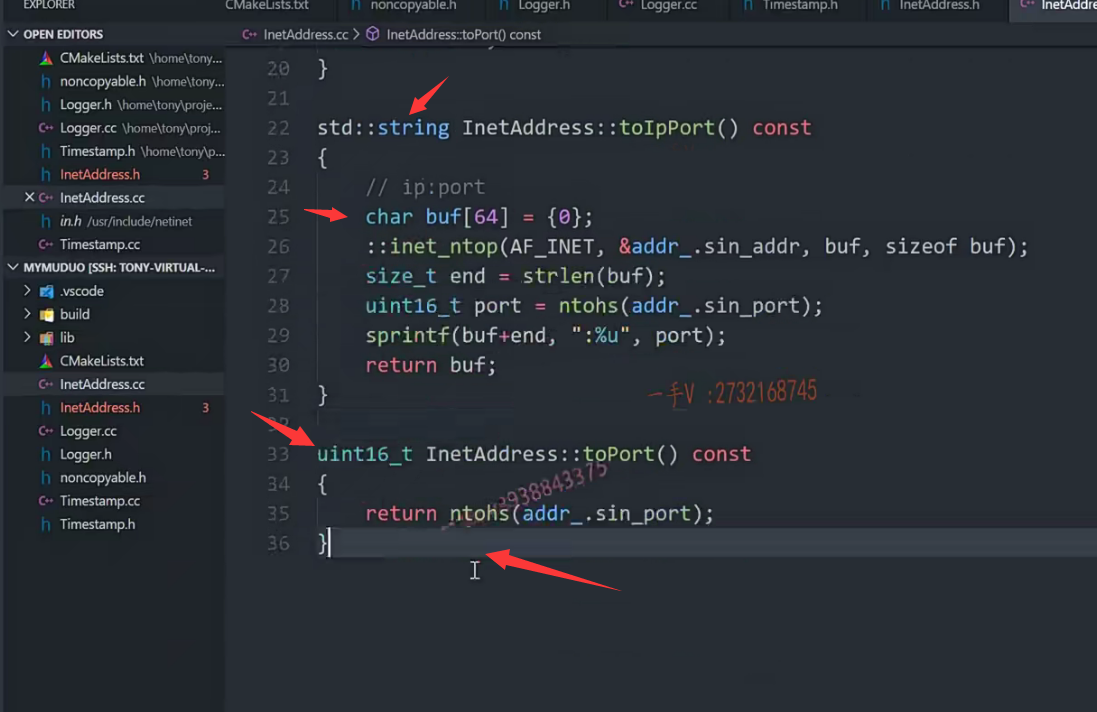 EXPLORER
CMakeLists.txt
noncopyable.h
Logger.h
Logger.cc
Timestamp.h
InetAddress.h
InetAddre
OPEN EDITORS
InetAddress.cc > InetAddress::toPort() const
CMakeLists.txt \home\tony...
noncopyable.h \home\tony...
Logger.h \home\tony\proje...
Logger.cc \home\tony\proj...
Timestamp.h \home\tony\p...
InetAddress.h 3
InetAddress.cc
in.h /usr/include/netinet
Timestamp.cc
MYMUDUO [SSH: TONY-VIRTUAL-...
.vscode
build
lib
CMakeLists.txt
InetAddress.cc
InetAddress.h 3
Logger.cc
Logger.h
noncopyable.h
Timestamp.cc
Timestamp.h
20 }
21
22 std::string InetAddress::toIpPort() const
23 {
24 // ip:port
25 char buf[64] = {0};
26 ::inet_ntop(AF_INET, &addr_.sin_addr, buf, sizeof buf);
27 size_t end = strlen(buf);
28 uint16_t port = ntohs(addr_.sin_port);
29 sprintf(buf+end, ":%u", port);
30 return buf;
31 }
一手V :2732168745
32
33 uint16_t InetAddress::toPort() const
34 {
35 return ntohs(addr_.sin_port);
36 }